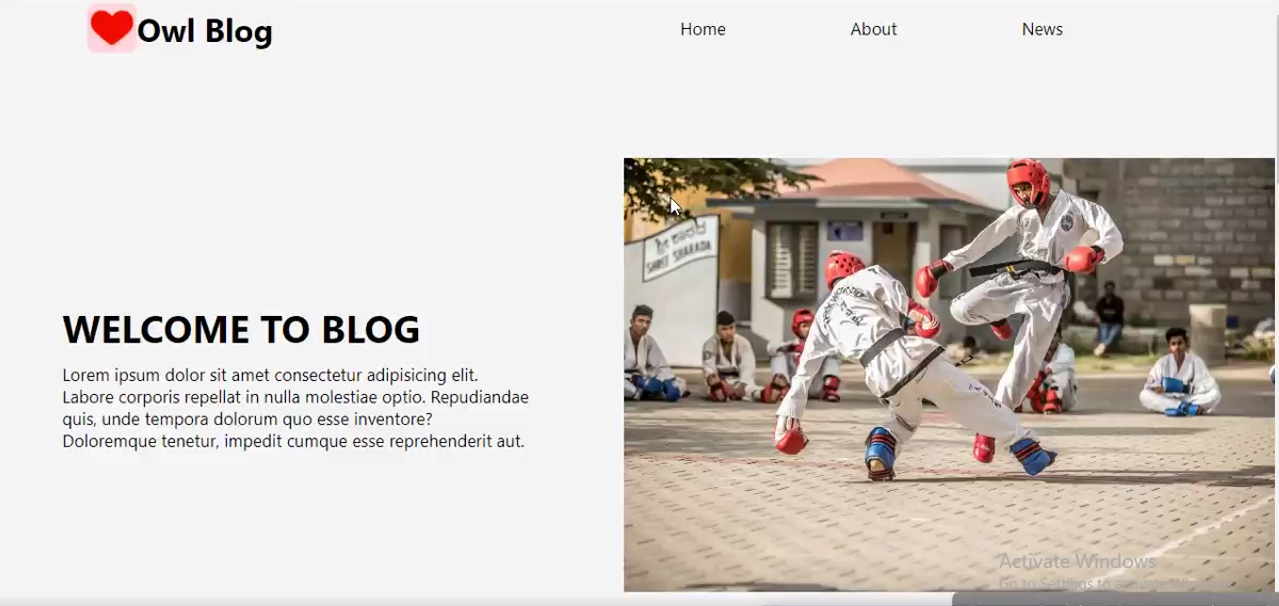 Owl Blog
Home
About
News
WELCOME TO BLOG
Lorem ipsum dolor sit amet consectetur adipisicing elit.
Labore corporis repellat in nulla molestiae optio. Repudiandae
quis, unde tempora dolorum quo esse inventore?
Doloremque tenetur, impedit cumque esse reprehenderit aut.
SHREE SHARADA
Activate Windows
Go to Settings to activate Windows.